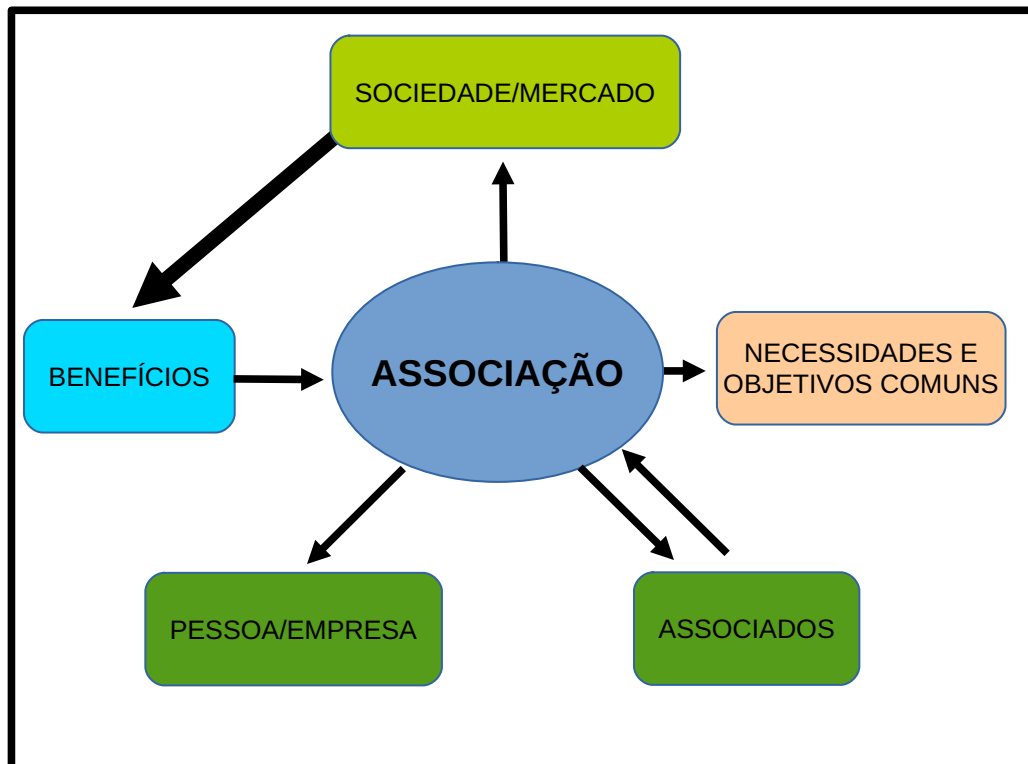 SOCIEDADE/MERCADO
BENEFÍCIOS
ASSOCIAÇÃO
NECESSIDADES E
OBJETIVOS COMUNS
PESSOA/EMPRESA
ASSOCIADOS